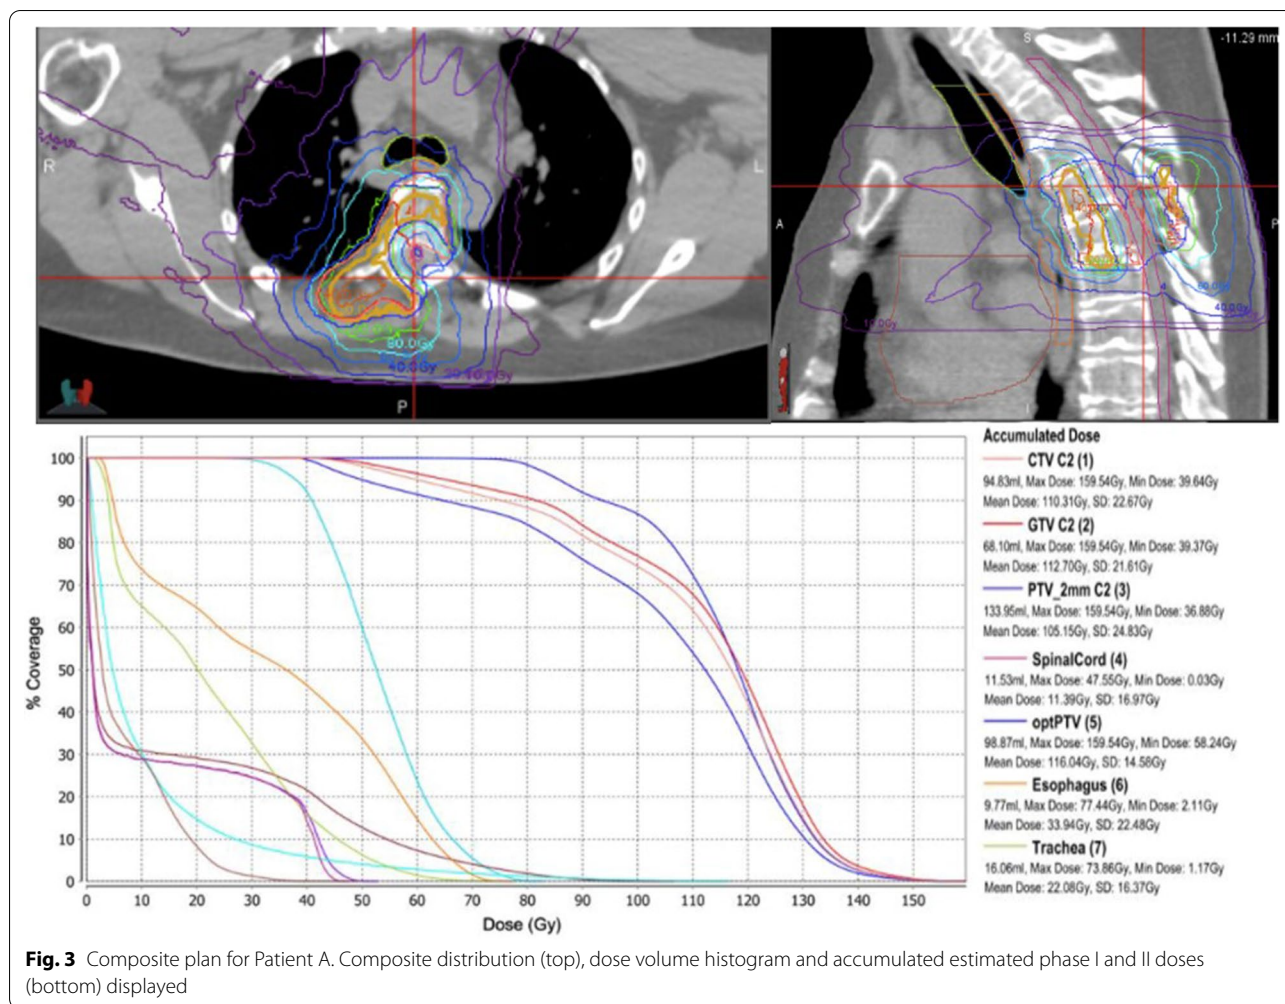 -11.29 mm
S
R
L
A
P
60.0Gy
40.0Gy
10.0Gy
4
60.0Gy
40.0Gy
10.0Gy
P
I
% Coverage
100
90
80
70
60
50
40
30
20
10
0
0 10 20 30 40 50 60 70 80 90 100 110 120 130 140 150
Dose (Gy)
Accumulated Dose
CTV C2 (1)
94.83ml, Max Dose: 159.54Gy, Min Dose: 39.64Gy
Mean Dose: 110.31Gy, SD: 22.67Gy
GTV C2 (2)
68.10ml, Max Dose: 159.54Gy, Min Dose: 39.37Gy
Mean Dose: 112.70Gy, SD: 21.61Gy
PTV_2mm C2 (3)
133.95ml, Max Dose: 159.54Gy, Min Dose: 36.88Gy
Mean Dose: 105.15Gy, SD: 24.83Gy
SpinalCord (4)
11.53ml, Max Dose: 47.55Gy, Min Dose: 0.03Gy
Mean Dose: 11.39Gy, SD: 16.97Gy
optPTV (5)
98.87ml, Max Dose: 159.54Gy, Min Dose: 58.24Gy
Mean Dose: 116.04Gy, SD: 14.58Gy
Esophagus (6)
9.77ml, Max Dose: 77.44Gy, Min Dose: 2.11Gy
Mean Dose: 33.94Gy, SD: 22.48Gy
Trachea (7)
16.06ml, Max Dose: 73.86Gy, Min Dose: 1.17Gy
Mean Dose: 22.08Gy, SD: 16.37Gy
Fig. 3 Composite plan for Patient A. Composite distribution (top), dose volume histogram and accumulated estimated phase I and II doses
(bottom) displayed